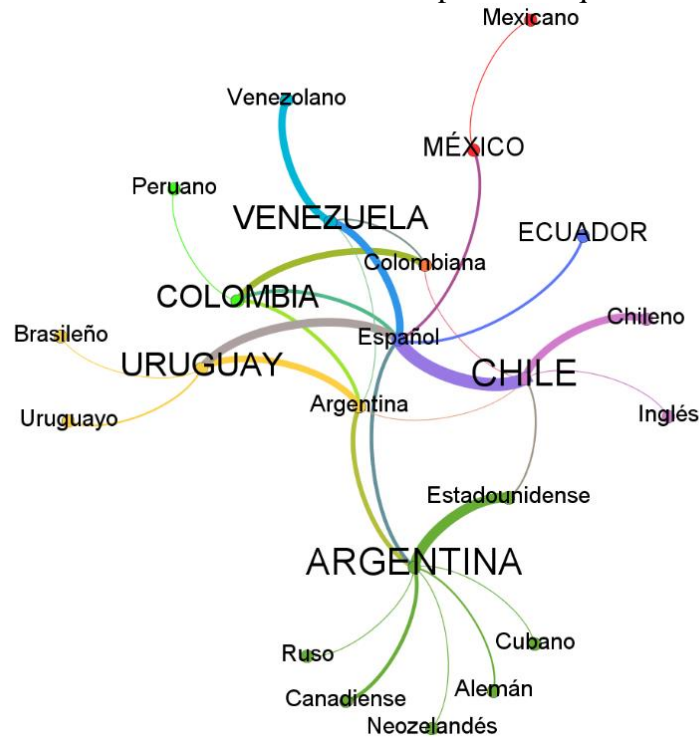 Mexicano
Venezolano
MÉXICO
Peruano
VENEZUELA
ECUADOR
Colombiana
COLOMBIA
Chileno
Brasileño
Español
URUGUAY
CHILE
Argentina
Inglés
Uruguayo
Estadounidense
ARGENTINA
Cubano
Ruso
Alemán
Canadiense
Neozelandés